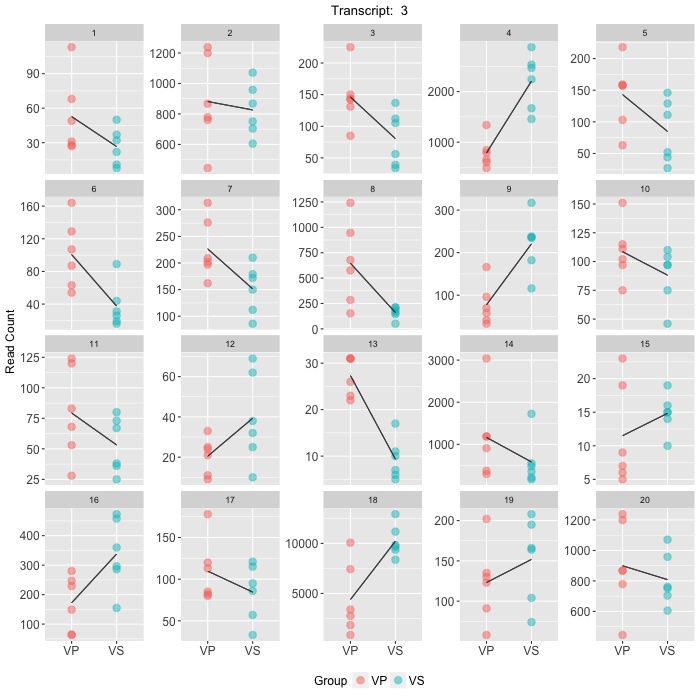 Transcript: 3
1 2 3 4 5
90 60 30
1200 1000 800 600
200 150 100 50
2000 1000
200 150 100 50
6 7 8 9 10
160 120 80 40
300 250 200 150 100
1250 1000 750 500 250 0
300 200 100
150 125 100 75 50
Read Count
11 12 13 14 15
125 100 75 50 25
60 40 20
30 20 10
3000 2000 1000
20 15 10 5
16 17 18 19 20
400 300 200 100
150 100 50
10000 5000
200 150 100
1200 1000 800 600
VP VS VP VS VP VS VP VS VP VS
Group VP VS